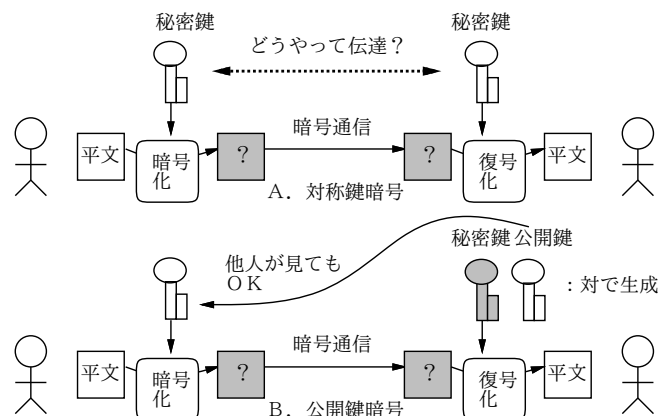 秘密鍵 秘密鍵
どうやって伝達？
平文 暗号化 ？ 暗号通信 ？ 復号化 平文
Ａ．対称鍵暗号
秘密鍵 公開鍵
他人が見ても
ＯＫ
：対で生成
平文 暗号化 ？ 暗号通信 ？ 復号化 平文
Ｂ．公開鍵暗号